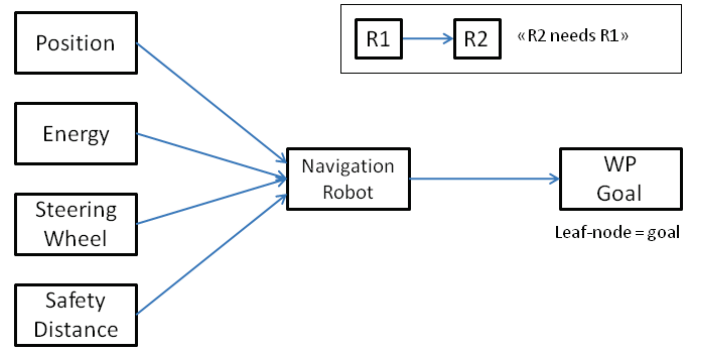 Position
R1
R2
«R2 needs R1»
Energy
Steering
Wheel
Safety
Distance
Navigation
Robot
WP
Goal
Leaf-node = goal